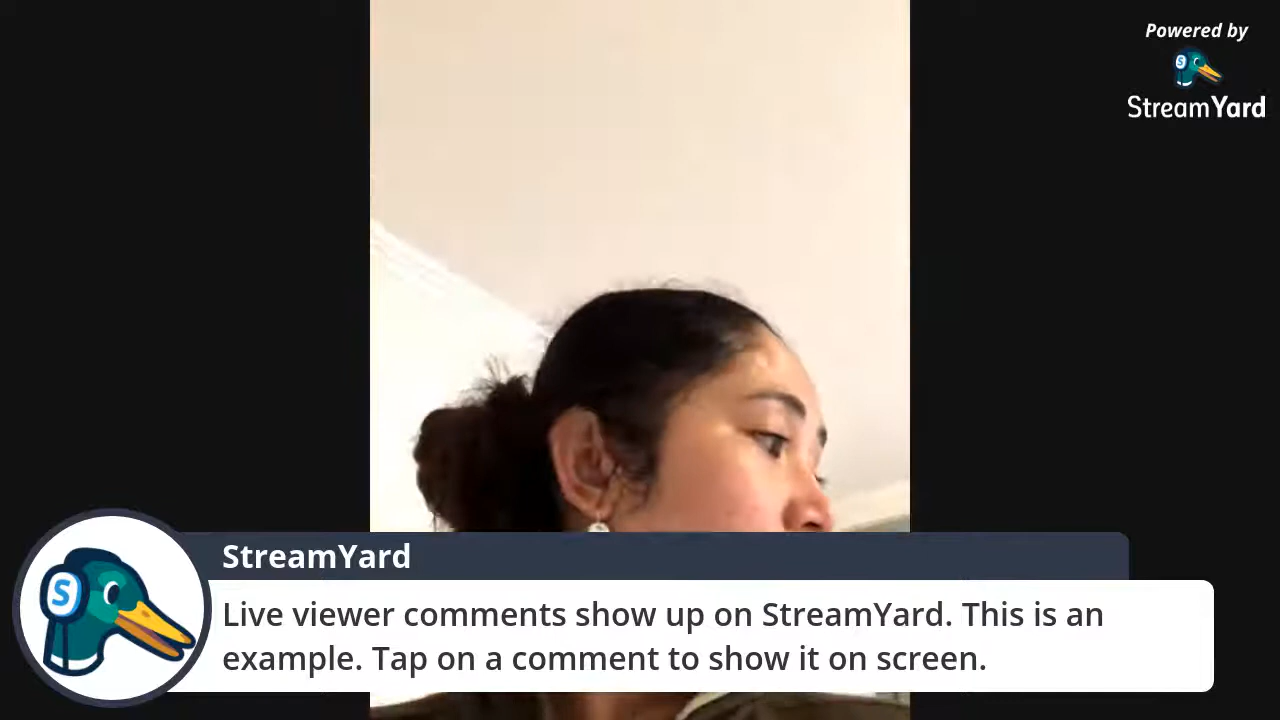 Powered by
S
StreamYard
StreamYard
S
Live viewer comments show up on StreamYard. This is an
example. Tap on a comment to show it on screen.